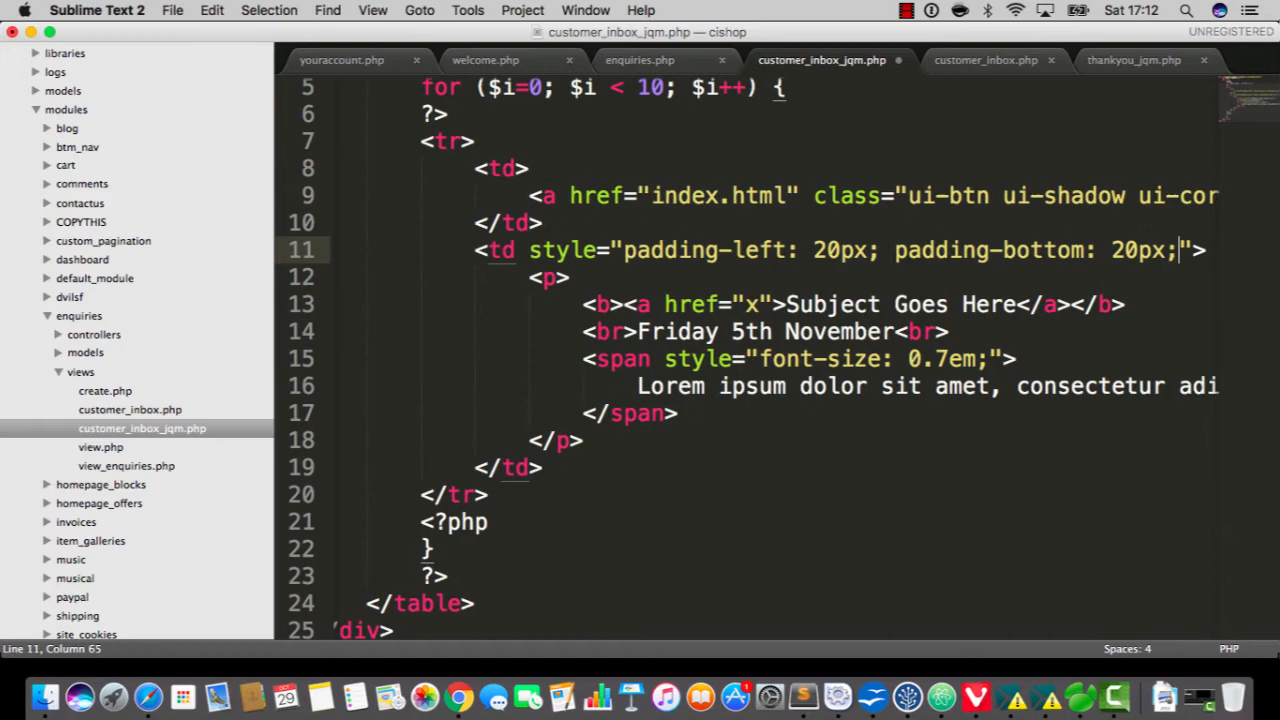 Sublime Text 2 File Edit Selection Find View Goto Tools Project Window Help Sat 17:12
customer_inbox_jqm.php — cishop UNREGISTERED
youraccount.php × welcome.php × enquiries.php × customer_inbox_jqm.php customer_inbox.php × thankyou_jqm.php ×
libraries
logs
models
modules
blog
btm_nav
cart
comments
contactus
COPYTHIS
custom_pagination
dashboard
default_module
dvilsf
enquiries
controllers
models
views
create.php
customer_inbox.php
customer_inbox_jqm.php
view.php
view_enquiries.php
homepage_blocks
homepage_offers
invoices
item_galleries
music
musical
paypal
shipping
site_cookies
5 for ($i=0; $i < 10; $i++) {
6 ?>
7 <tr>
8 <td>
9 <a href="index.html" class="ui-btn ui-shadow ui-cor
10 </td>
11 <td style="padding-left: 20px; padding-bottom: 20px;">
12 <p>
13 <b><a href="x">Subject Goes Here</a></b>
14 <br>Friday 5th November<br>
15 <span style="font-size: 0.7em;">
16 Lorem ipsum dolor sit amet, consectetur adi
17 </span>
18 </p>
19 </td>
20 </tr>
21 <?php
22 }
23 ?>
24 </table>
25 /div>
Line 11, Column 65 Spaces: 4 PHP
OCT
29
1